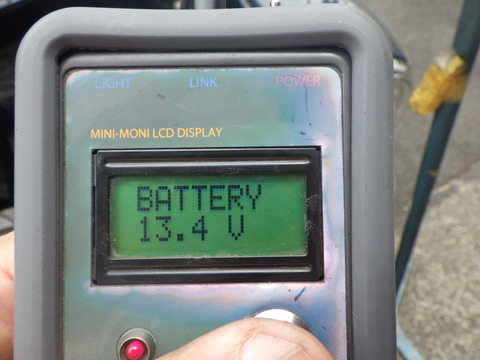 LIGHT LINK POWER
MINI-MONI LCD DISPLAY
BATTERY
13.4 V